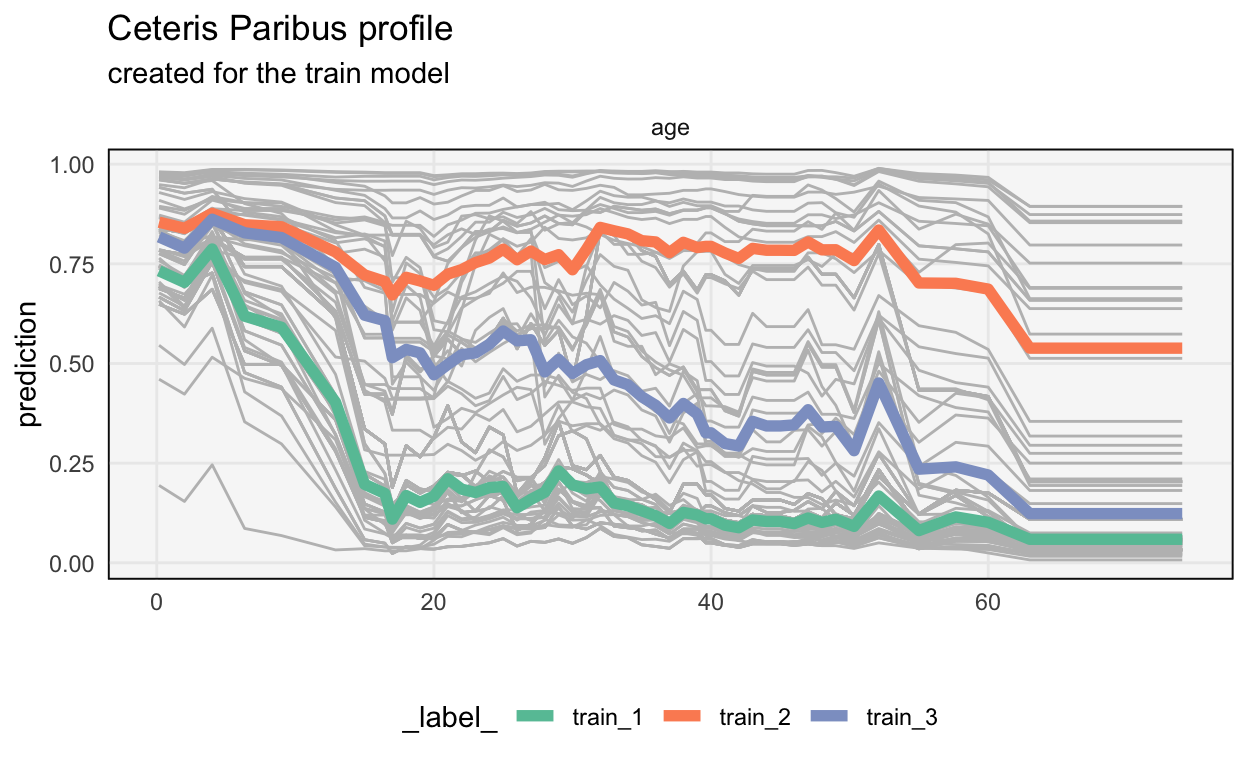 Ceteris Paribus profile
created for the train model
age
1.00
0.75
0.50
0.25
0.00
prediction
0 20 40 60
_label_ train_1 train_2 train_3